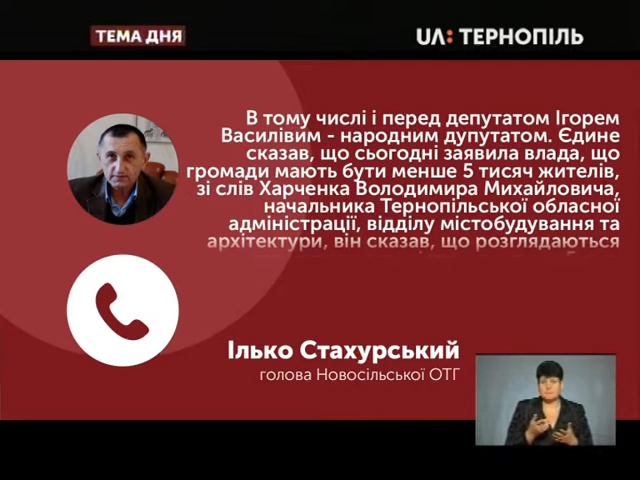 ТЕМА ДНЯ
UA: ТЕРНОПІЛЬ
В тому числі і перед депутатом Ігорем
Василівим - народним дупутатом. Єдине
сказав, що сьогодні заявила влада, що
громади мають бути менше 5 тисяч жителів,
зі слів Харченка Володимира Михайловича,
начальника Тернопільської обласної
адміністрації, відділу містобудування та
архітектури, він сказав, що розглядаються
Ілько Стахурський
голова Новосільської ОТГ